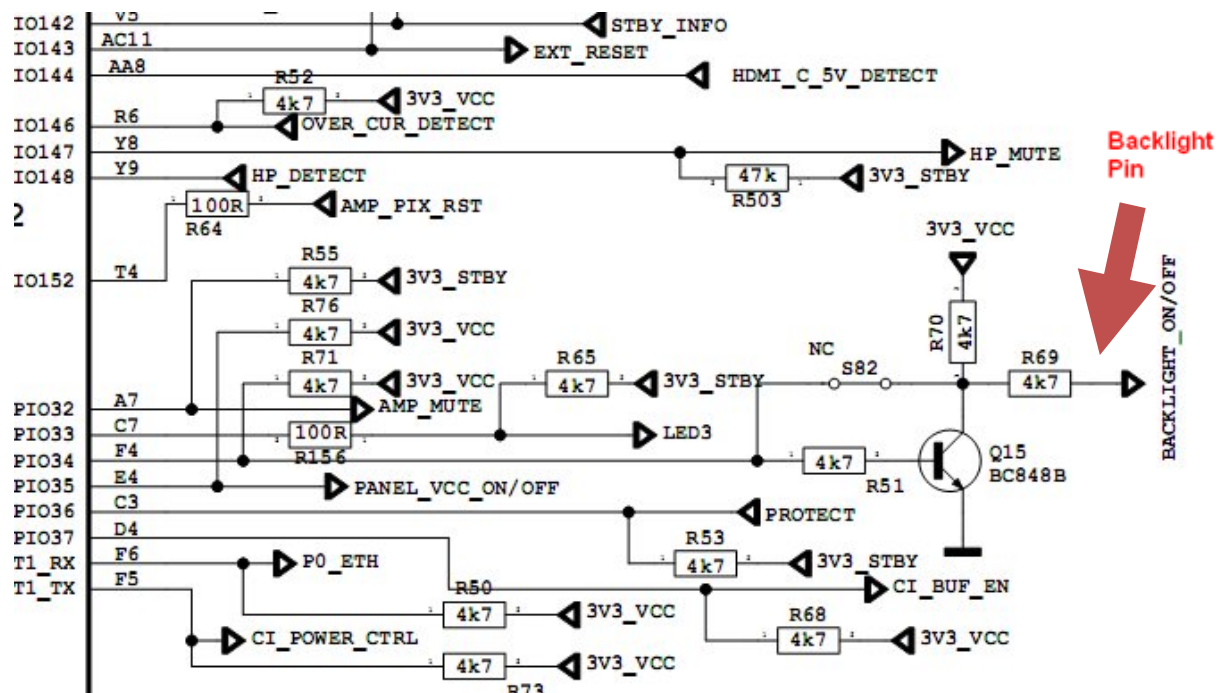 IO142 V5 STBY_INFO
IO143 AC11 EXT_RESET
IO144 AA8 HDMI_C_5V_DETECT
R52
4k7 3V3_VCC
IO146 R6 OVER_CUR_DETECT
IO147 Y8 HP_MUTE
IO148 Y9 HP_DETECT
47k 3V3_STBY
R503
2
100R AMP_PIX_RST
R64
Backlight
Pin
3V3_VCC
IO152 T4
R55
4k7 3V3_STBY
R76
4k7 3V3_VCC
R71
4k7 3V3_VCC
R65
4k7 3V3_STBY
NC
S82
R70
4k7
R69
4k7
BACKLIGHT_ON/OFF
PIO32 A7 AMP_MUTE
PIO33 C7 100R LED3
R156
PIO34 F4
4k7
R51
Q15
BC848B
PIO35 E4 PANEL_VCC_ON/OFF
PIO36 C3 PROTECT
PIO37 D4
R53
4k7 3V3_STBY
T1_RX F6 P0_ETH
T1_TX F5 CI_BUF_EN
R50
4k7 3V3_VCC
R68
4k7 3V3_VCC
CI_POWER_CTRL
4k7 3V3_VCC
R73